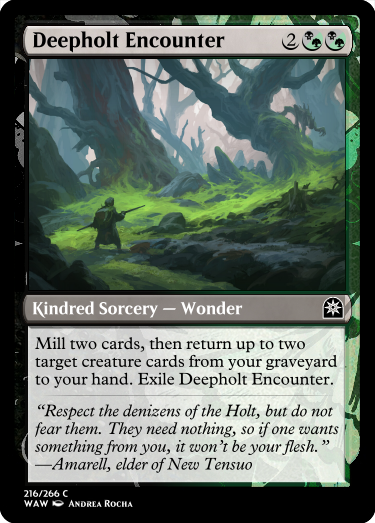 Deepholt Encounter 2
Kindred Sorcery — Wonder
Mill two cards, then return up to two
target creature cards from your graveyard
to your hand. Exile Deepholt Encounter.
“Respect the denizens of the Holt, but do not
fear them. They need nothing, so if one wants
something from you, it won’t be your flesh.”
—Amarell, elder of New Tensuo
216/266 C
WAW Andrea Rocha